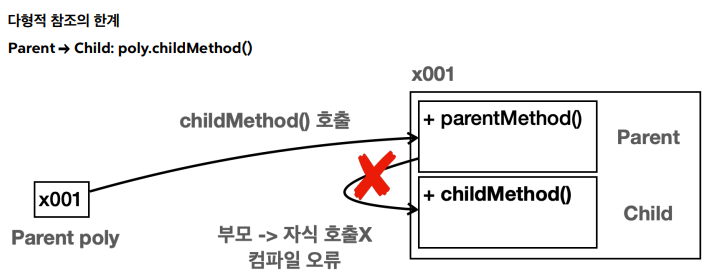 다형적 참조의 한계
Parent → Child: poly.childMethod()
x001
childMethod() 호출
+ parentMethod()
Parent
x001
+ childMethod()
Child
Parent poly
부모 -> 자식 호출X
컴파일 오류